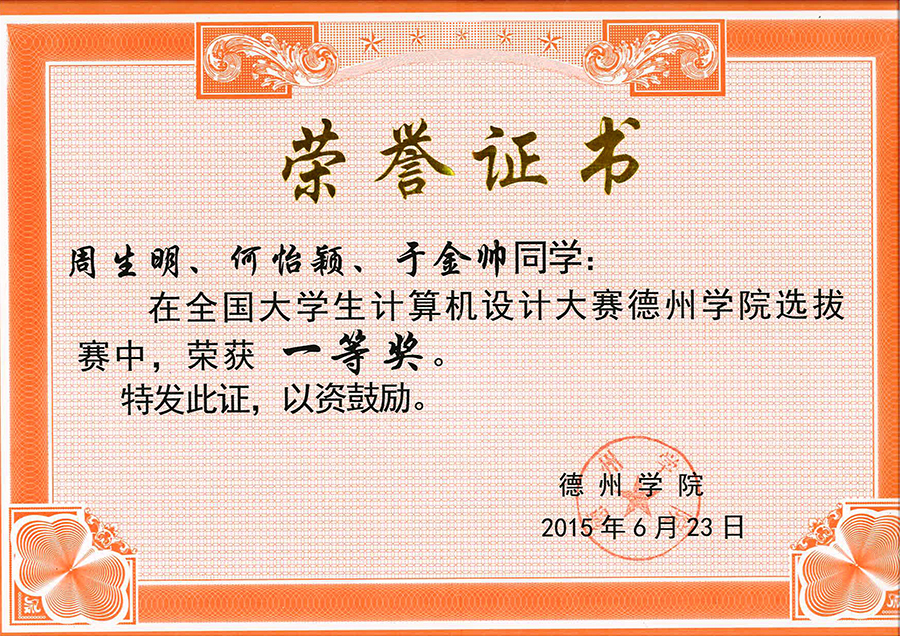 荣誉证书
周生明、何怡颖、于金帅同学：
在全国大学生计算机设计大赛德州学院选拔
赛中，荣获 一等奖。
特发此证，以资鼓励。
德州学院
2015年6月23日